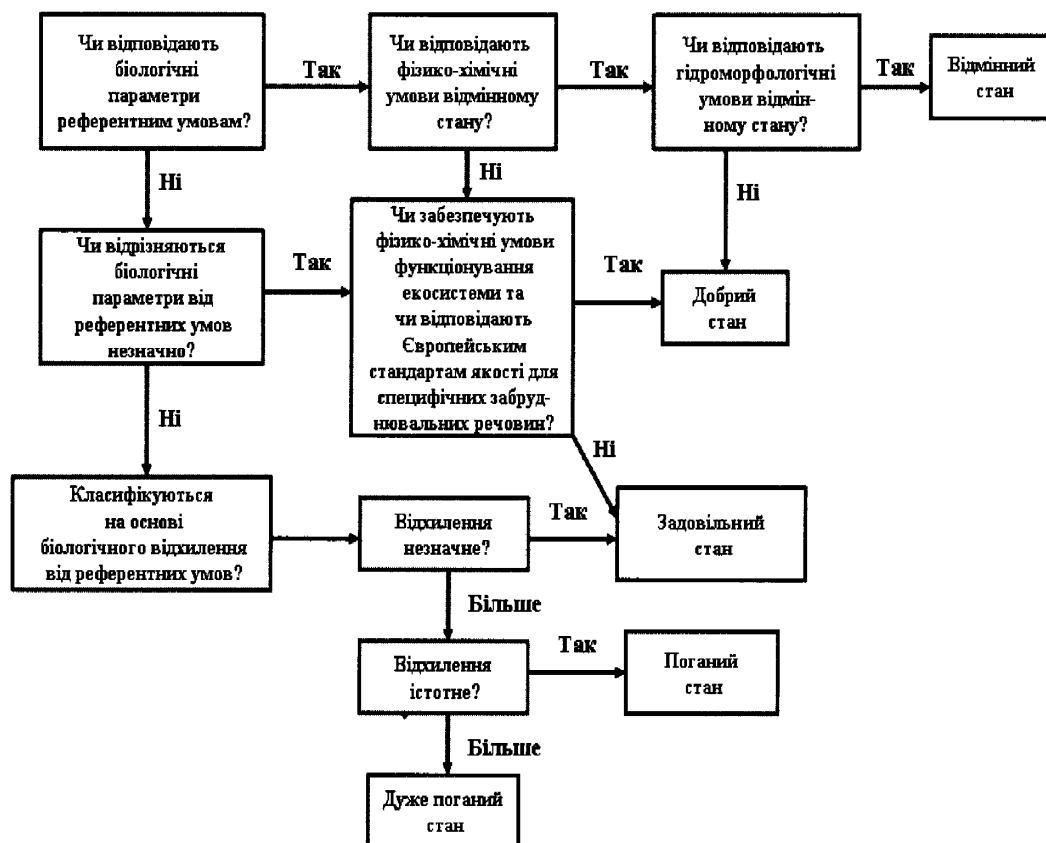 Чи відповідають
біологічні
параметри
референтним умовам?
Так
Чи відповідають
фізико-хімічні
умови відмінному
стану?
Так
Чи відповідають
гідроморфологічні
умови відмін-
ному стану?
Так
Відмінний
стан
Ні
Ні
Ні
Чи відрізняються
біологічні
параметри від
референтних умов
незначно?
Так
Чи забезпечують
фізико-хімічні умови
функціонування
екосистеми та
чи відповідають
Європейським
стандартам якості для
специфічних забруд-
нювальних речовин?
Так
Добрий
стан
Ні
Ні
Класифікуються
на основі
біологічного відхилення
від референтних умов?
Відхилення
незначне?
Так
Задовільний
стан
Більше
Відхилення
істотне?
Так
Поганий
стан
Більше
Дуже поганий
стан